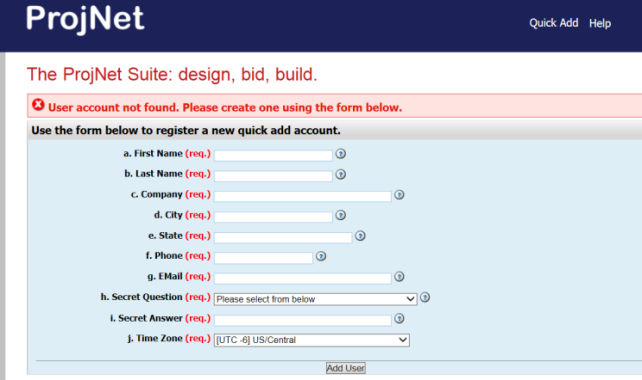 ProjNet
Quick Add Help
The ProjNet Suite: design, bid, build.
User account not found. Please create one using the form below.
Use the form below to register a new quick add account.
a. First Name (req.)
b. Last Name (req.)
c. Company (req.)
d. City (req.)
e. State (req.)
f. Phone (req.)
g. EMail (req.)
h. Secret Question (req.) Please select from below
i. Secret Answer (req.)
j. Time Zone (req.) [UTC -6] US/Central
Add User